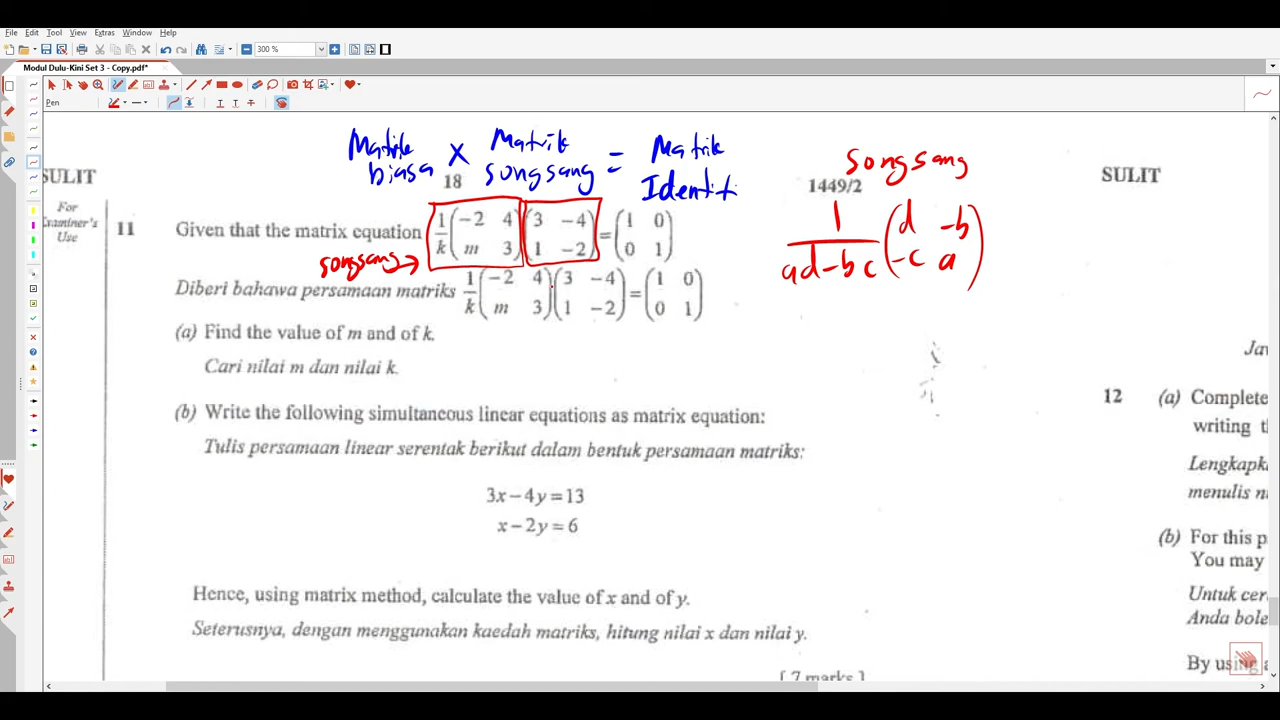 File Edit View Tools Extras Window Help
300 %
Modul Dulu-Kini Set 3 - Copy.pdf*
Pen
Matrik biasa X Matrik songsang = Matrik Identiti
songsang
1/(ad-bc) (d -b
-c a)
SULIT
18
1449/2
SULIT
For
Examiner's
Use
11 Given that the matrix equation 1/k (-2 4
m 3) (3 -4
1 -2) = (1 0
0 1)
songsang →
Diberi bahawa persamaan matriks 1/k (-2 4
m 3) (3 -4
1 -2) = (1 0
0 1)
(a) Find the value of m and of k.
Cari nilai m dan nilai k.
(b) Write the following simultaneous linear equations as matrix equation:
Tulis persamaan linear serentak berikut dalam bentuk persamaan matriks:
3x – 4y = 13
x – 2y = 6
Hence, using matrix method, calculate the value of x and of y.
Seterusnya, dengan menggunakan kaedah matriks, hitung nilai x dan nilai y.
[ 7 marks ]
12 (a) Complete
writing
Lengkapk
menulis n
(b) For this p
You may
Untuk cer
Anda bole
By using